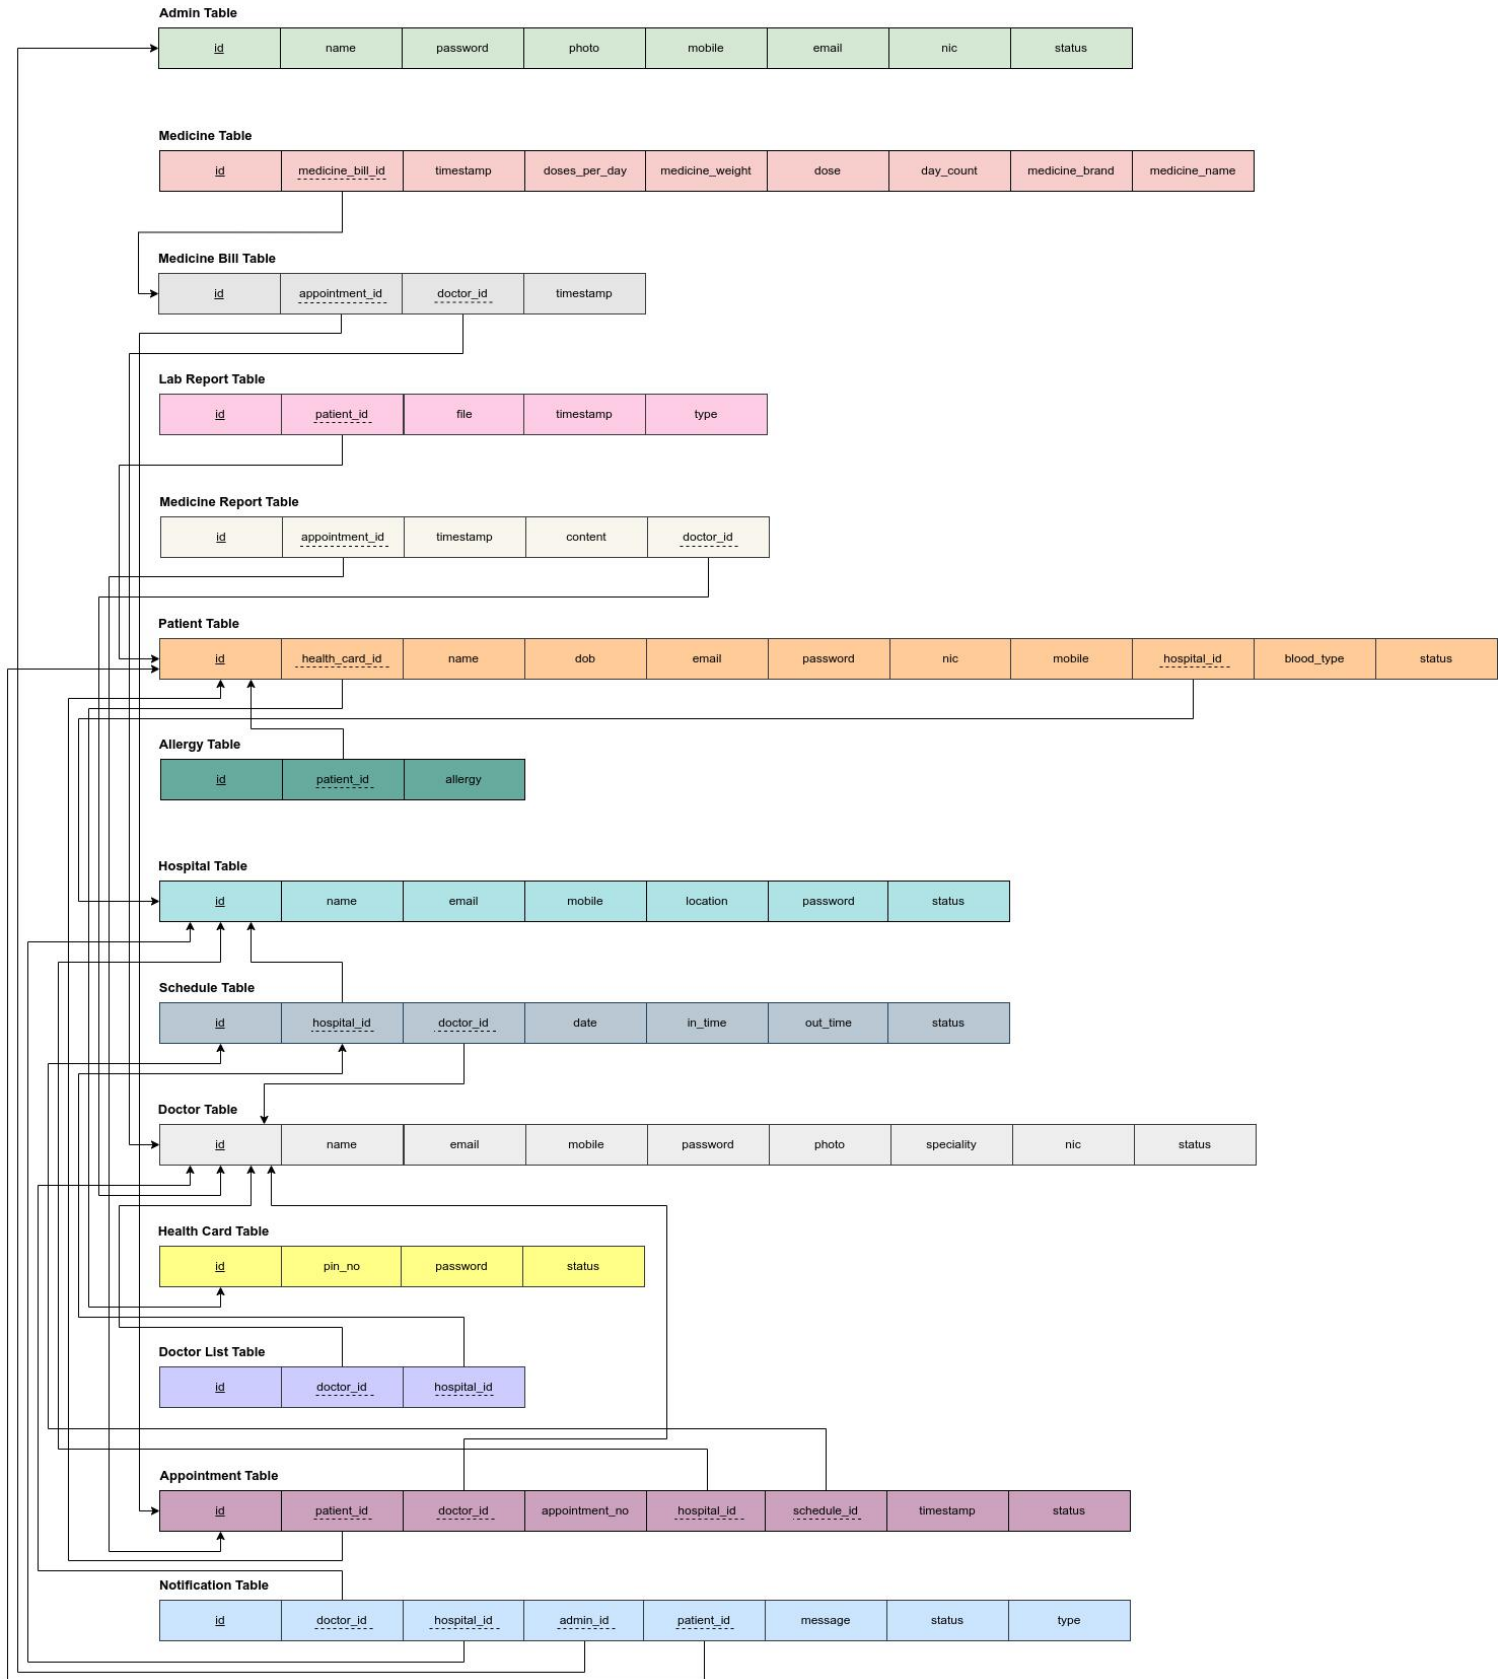 Admin Table
id name password photo mobile email nic status
Medicine Table
id medicine_bill_id timestamp doses_per_day medicine_weight dose day_count medicine_brand medicine_name
Medicine Bill Table
id appointment_id doctor_id timestamp
Lab Report Table
id patient_id file timestamp type
Medicine Report Table
id appointment_id timestamp content doctor_id
Patient Table
id health_card_id name dob email password nic mobile hospital_id blood_type status
Allergy Table
id patient_id allergy
Hospital Table
id name email mobile location password status
Schedule Table
id hospital_id doctor_id date in_time out_time status
Doctor Table
id name email mobile password photo speciality nic status
Health Card Table
id pin_no password status
Doctor List Table
id doctor_id hospital_id
Appointment Table
id patient_id doctor_id appointment_no hospital_id schedule_id timestamp status
Notification Table
id doctor_id hospital_id admin_id patient_id message status type